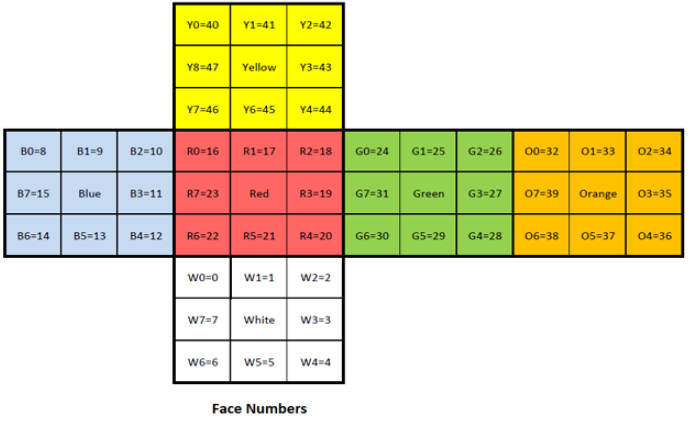 Y0=40 Y1=41 Y2=42
Y8=47 Yellow Y3=43
Y7=46 Y6=45 Y4=44
B0=8 B1=9 B2=10 R0=16 R1=17 R2=18 G0=24 G1=25 G2=26 O0=32 O1=33 O2=34
B7=15 Blue B3=11 R7=23 Red R3=19 G7=31 Green G3=27 O7=39 Orange O3=35
B6=14 B5=13 B4=12 R6=22 R5=21 R4=20 G6=30 G5=29 G4=28 O6=38 O5=37 O4=36
W0=0 W1=1 W2=2
W7=7 White W3=3
W6=6 W5=5 W4=4
Face Numbers